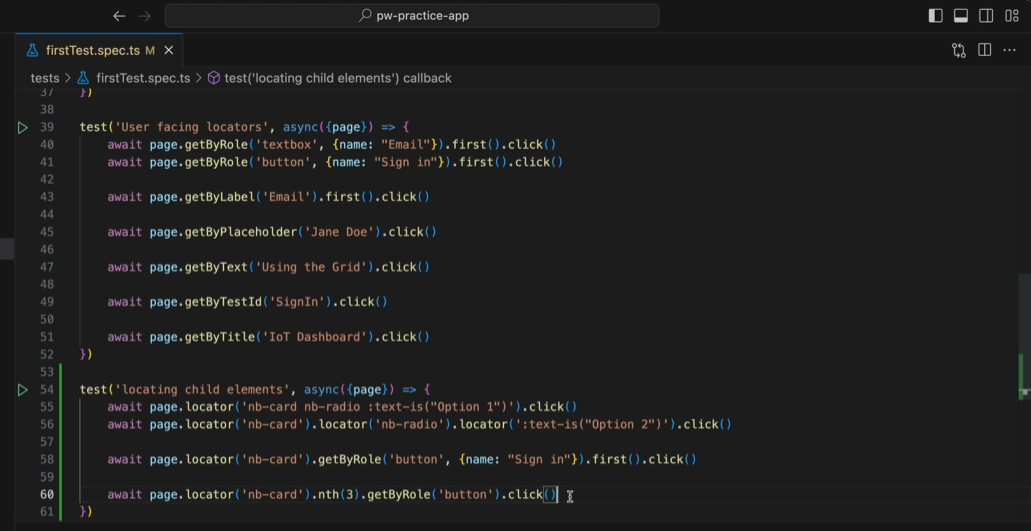 pw-practice-app
firstTest.spec.ts M
tests > firstTest.spec.ts > test('locating child elements') callback
37 })
38
39 test('User facing locators', async({page}) => {
40 await page.getByRole('textbox', {name: "Email"}).first().click()
41 await page.getByRole('button', {name: "Sign in"}).first().click()
42
43 await page.getByLabel('Email').first().click()
44
45 await page.getByPlaceholder('Jane Doe').click()
46
47 await page.getByText('Using the Grid').click()
48
49 await page.getByTestId('SignIn').click()
50
51 await page.getByTitle('IoT Dashboard').click()
52 })
53
54 test('locating child elements', async({page}) => {
55 await page.locator('nb-card nb-radio :text-is("Option 1")').click()
56 await page.locator('nb-card').locator('nb-radio').locator(':text-is("Option 2")').click()
57
58 await page.locator('nb-card').getByRole('button', {name: "Sign in"}).first().click()
59
60 await page.locator('nb-card').nth(3).getByRole('button').click()
61 })